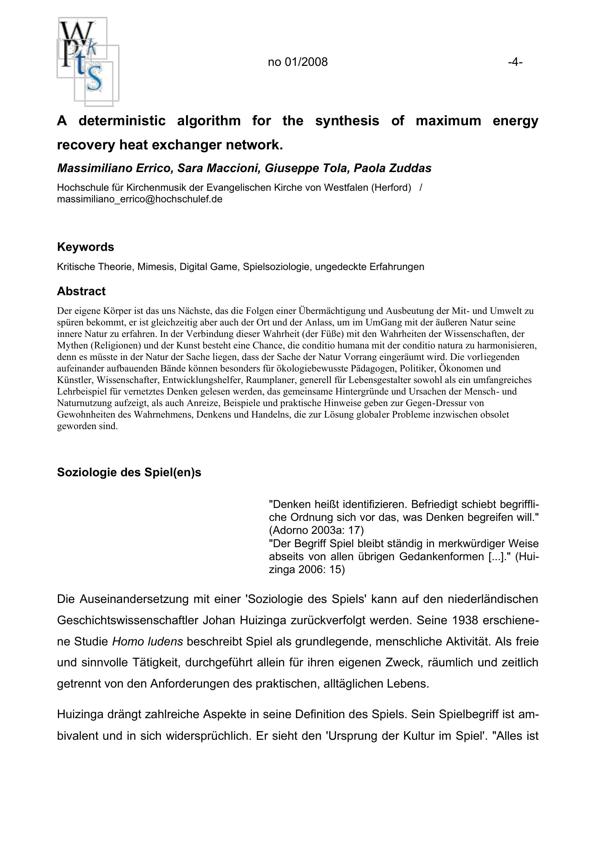 W
Pkts
no 01/2008 -4-
A deterministic algorithm for the synthesis of maximum energy
recovery heat exchanger network.
Massimiliano Errico, Sara Maccioni, Giuseppe Tola, Paola Zuddas
Hochschule für Kirchenmusik der Evangelischen Kirche von Westfalen (Herford) /
massimiliano_errico@hochschulef.de
Keywords
Kritische Theorie, Mimesis, Digital Game, Spielsoziologie, ungedeckte Erfahrungen
Abstract
Der eigene Körper ist das uns Nächste, das die Folgen einer Übermächtigung und Ausbeutung der Mit- und Umwelt zu
spüren bekommt, er ist gleichzeitig aber auch der Ort und der Anlass, um im UmGang mit der äußeren Natur seine
innere Natur zu erfahren. In der Verbindung dieser Wahrheit (der Füße) mit den Wahrheiten der Wissenschaften, der
Mythen (Religionen) und der Kunst besteht eine Chance, die conditio humana mit der conditio natura zu harmonisieren,
denn es müsste in der Natur der Sache liegen, dass der Sache der Natur Vorrang eingeräumt wird. Die vorliegenden
aufeinander aufbauenden Bände können besonders für ökologiebewusste Pädagogen, Politiker, Ökonomen und
Künstler, Wissenschafter, Entwicklungshelfer, Raumplaner, generell für Lebensgestalter sowohl als ein umfangreiches
Lehrbeispiel für vernetztes Denken gelesen werden, das gemeinsame Hintergründe und Ursachen der Mensch- und
Naturnutzung aufzeigt, als auch Anreize, Beispiele und praktische Hinweise geben zur Gegen-Dressur von
Gewohnheiten des Wahrnehmens, Denkens und Handelns, die zur Lösung globaler Probleme inzwischen obsolet
geworden sind.
Soziologie des Spiel(en)s
"Denken heißt identifizieren. Befriedigt schiebt begriffli-
che Ordnung sich vor das, was Denken begreifen will."
(Adorno 2003a: 17)
"Der Begriff Spiel bleibt ständig in merkwürdiger Weise
abseits von allen übrigen Gedankenformen [...]." (Hui-
zinga 2006: 15)
Die Auseinandersetzung mit einer 'Soziologie des Spiels' kann auf den niederländischen
Geschichtswissenschaftler Johan Huizinga zurückverfolgt werden. Seine 1938 erschiene-
ne Studie Homo ludens beschreibt Spiel als grundlegende, menschliche Aktivität. Als freie
und sinnvolle Tätigkeit, durchgeführt allein für ihren eigenen Zweck, räumlich und zeitlich
getrennt von den Anforderungen des praktischen, alltäglichen Lebens.
Huizinga drängt zahlreiche Aspekte in seine Definition des Spiels. Sein Spielbegriff ist am-
bivalent und in sich widersprüchlich. Er sieht den 'Ursprung der Kultur im Spiel'. "Alles ist